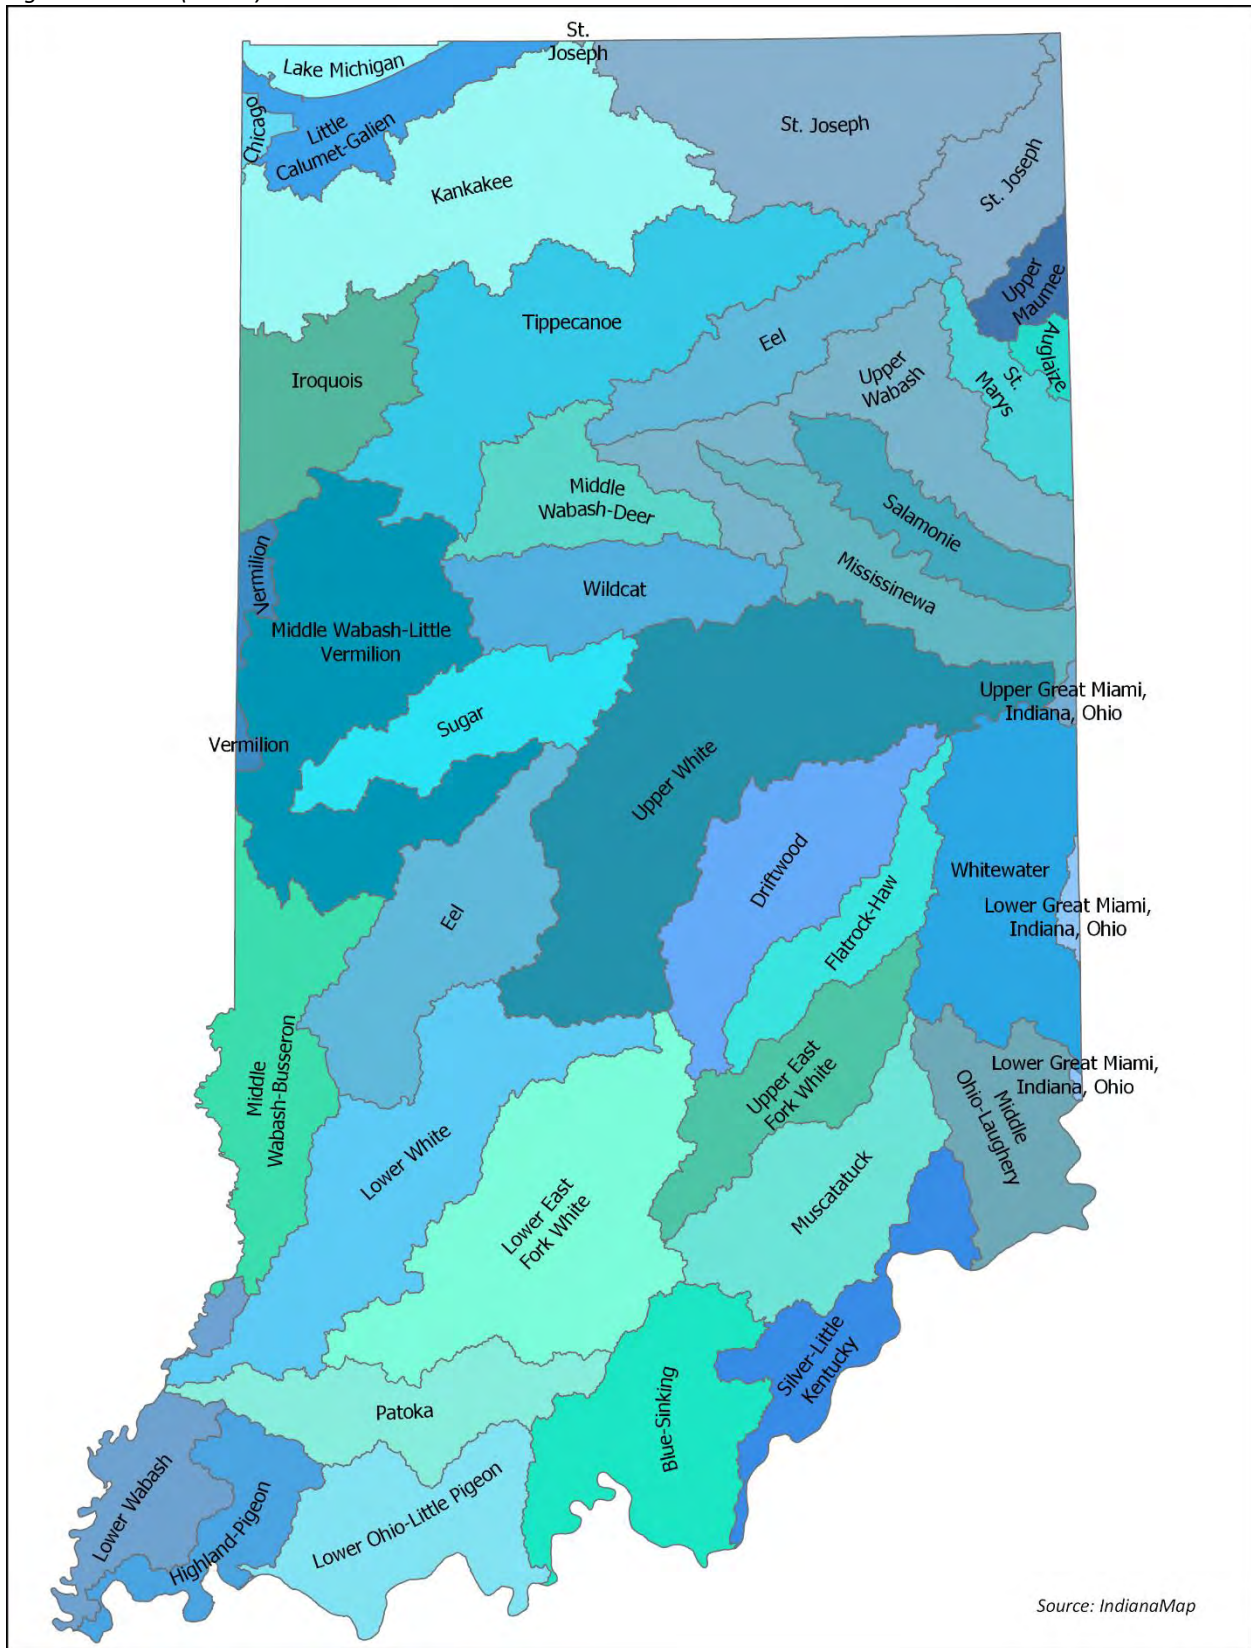 St.
Joseph
Lake Michigan
Chicago
Little
Calumet-Galien
St. Joseph
Kankakee
St. Joseph
Upper
Maumee
Tippecanoe
Eel
Auglaize
Iroquois
Upper
Wabash
St.
Marys
Middle
Wabash-Deer
Salamonie
Vermilion
Wildcat
Mississinewa
Middle Wabash-Little
Vermilion
Upper Great Miami,
Indiana, Ohio
Sugar
Vermilion
Upper White
Driftwood
Whitewater
Eel
Flatrock-Haw
Lower Great Miami,
Indiana, Ohio
Middle
Wabash-Busseron
Upper East
Fork White
Lower Great Miami,
Indiana, Ohio
Middle
Ohio-Laughery
Lower White
Lower East
Fork White
Muscatatuck
Silver-Little
Kentucky
Patoka
Blue-Sinking
Lower Wabash
Highland-Pigeon
Lower Ohio-Little Pigeon
Source: IndianaMap